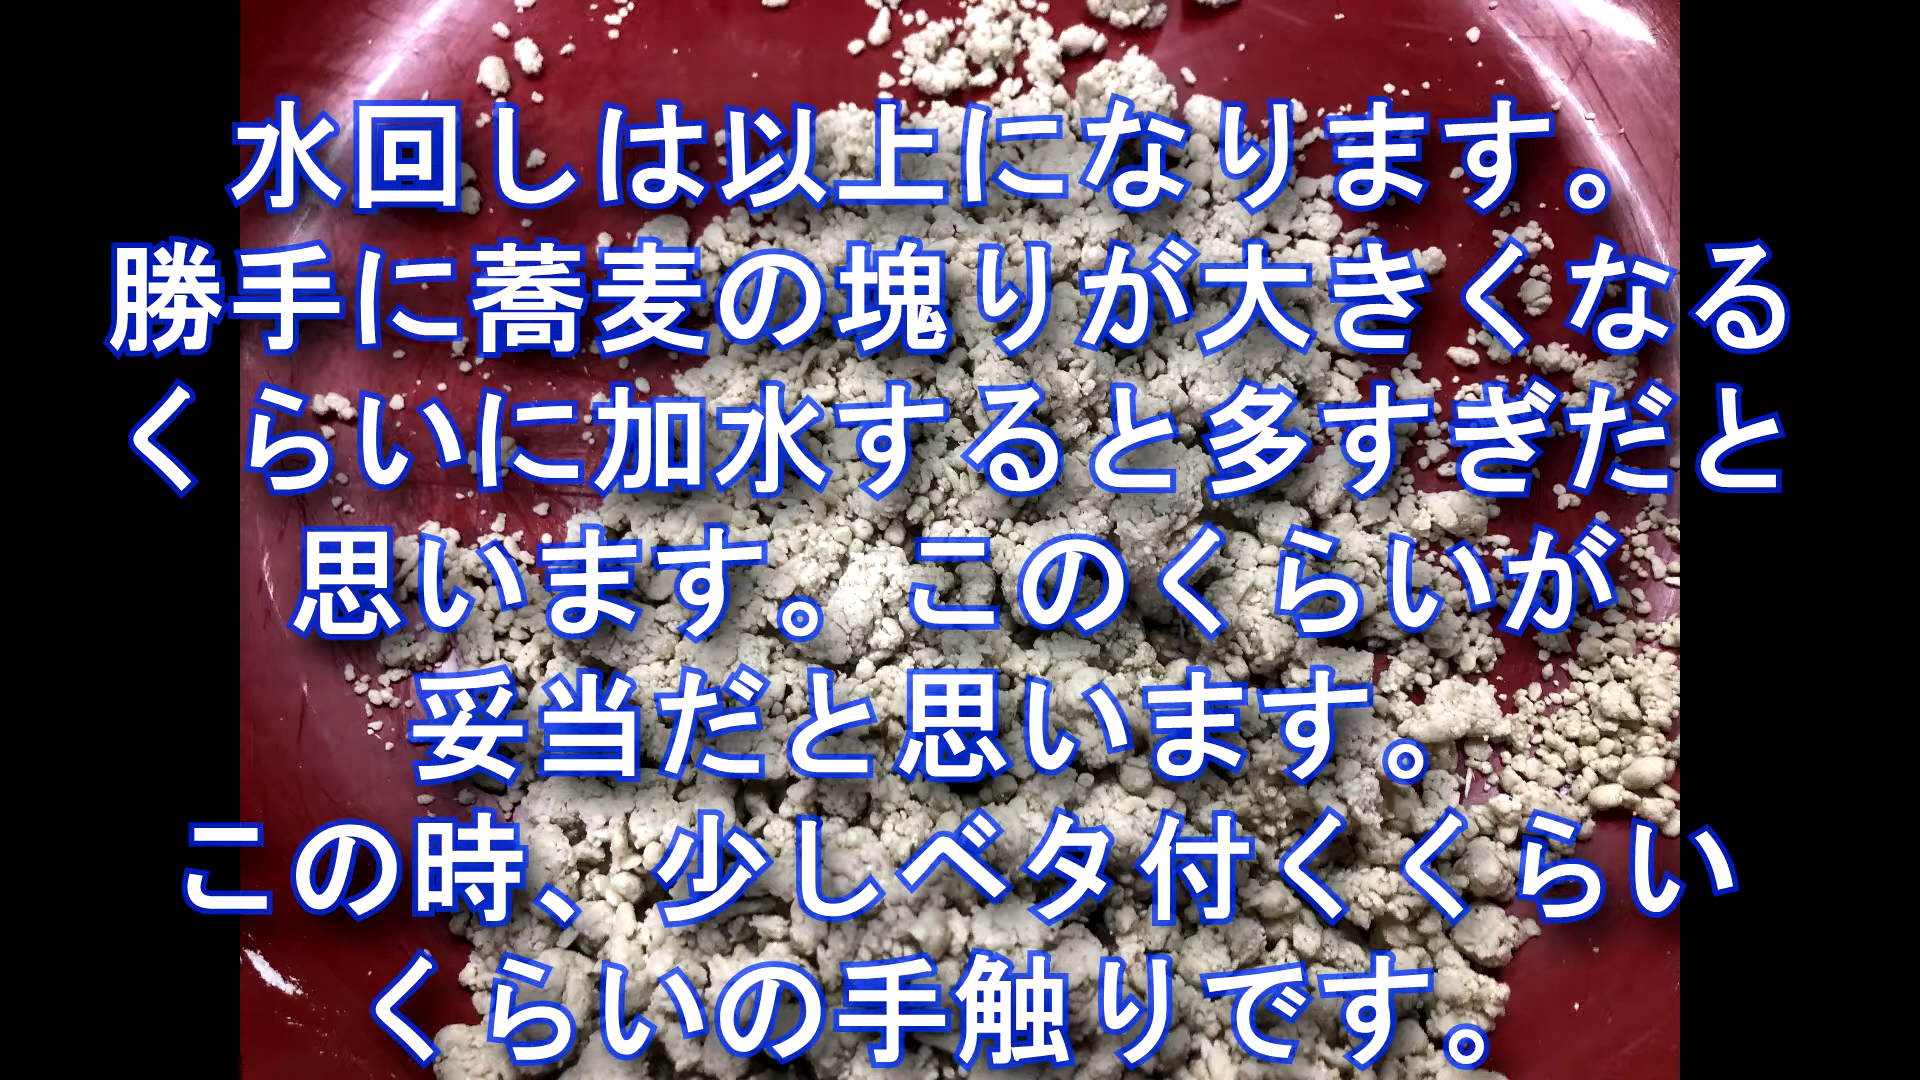 水回しは以上になります。
勝手に蕎麦の塊りが大きくなる
くらいに加水すると多すぎだと
思います。このくらいが
妥当だと思います。
この時、少しベタ付くくらい
くらいの手触りです。